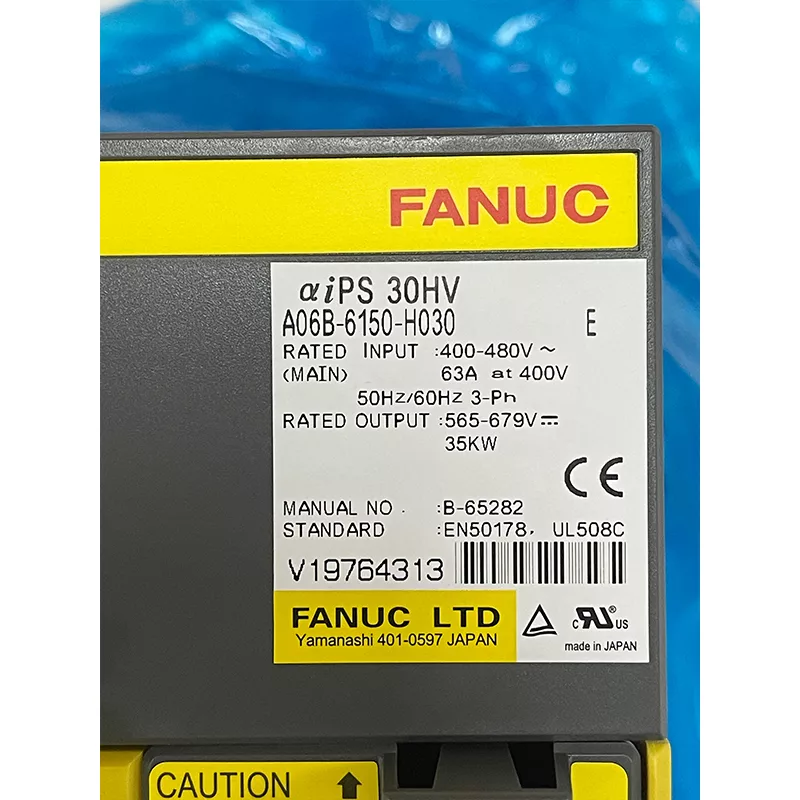 FANUC
αiPS 30HV
A06B-6150-H030 E
RATED INPUT :400-480V~
(MAIN) 63A at 400V
50Hz/60Hz 3-Ph
RATED OUTPUT :565-679V⎓
35KW
CE
MANUAL NO. :B-65282
STANDARD :EN50178, UL508C
V19764313
FANUC LTD
Yamanashi 401-0597 JAPAN
c RU® US
made in JAPAN
CAUTION